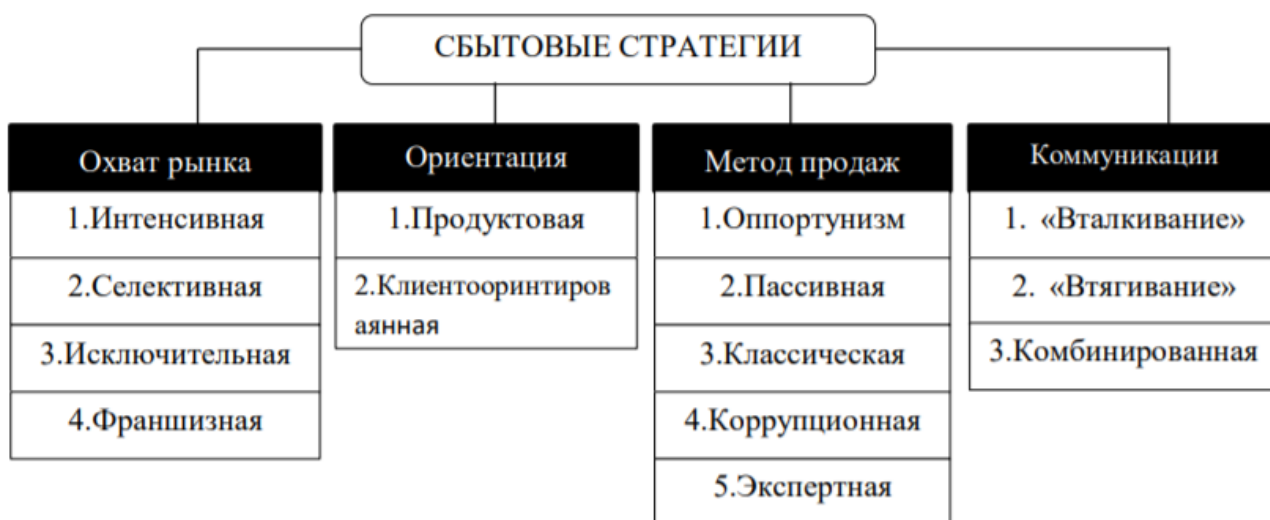 СБЫТОВЫЕ СТРАТЕГИИ
Охват рынка
1.Интенсивная
2.Селективная
3.Исключительная
4.Франшизная
Ориентация
1.Продуктовая
2.Клиентооринтиров
аянная
Метод продаж
1.Оппортунизм
2.Пассивная
3.Классическая
4.Коррупционная
5.Экспертная
Коммуникации
1. «Вталкивание»
2. «Втягивание»
3.Комбинированная